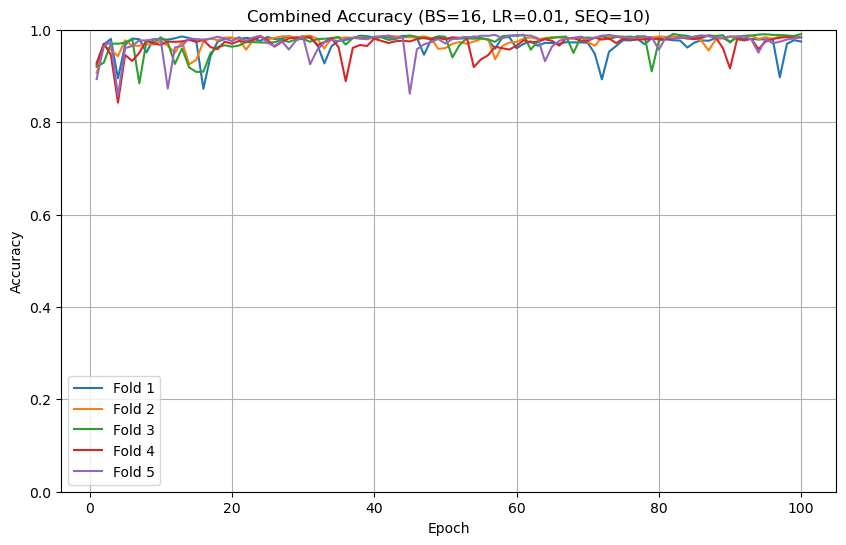 Combined Accuracy (BS=16, LR=0.01, SEQ=10)
1.0
0.8
0.6
0.4
0.2
0.0
Accuracy
Fold 1
Fold 2
Fold 3
Fold 4
Fold 5
0 20 40 60 80 100
Epoch